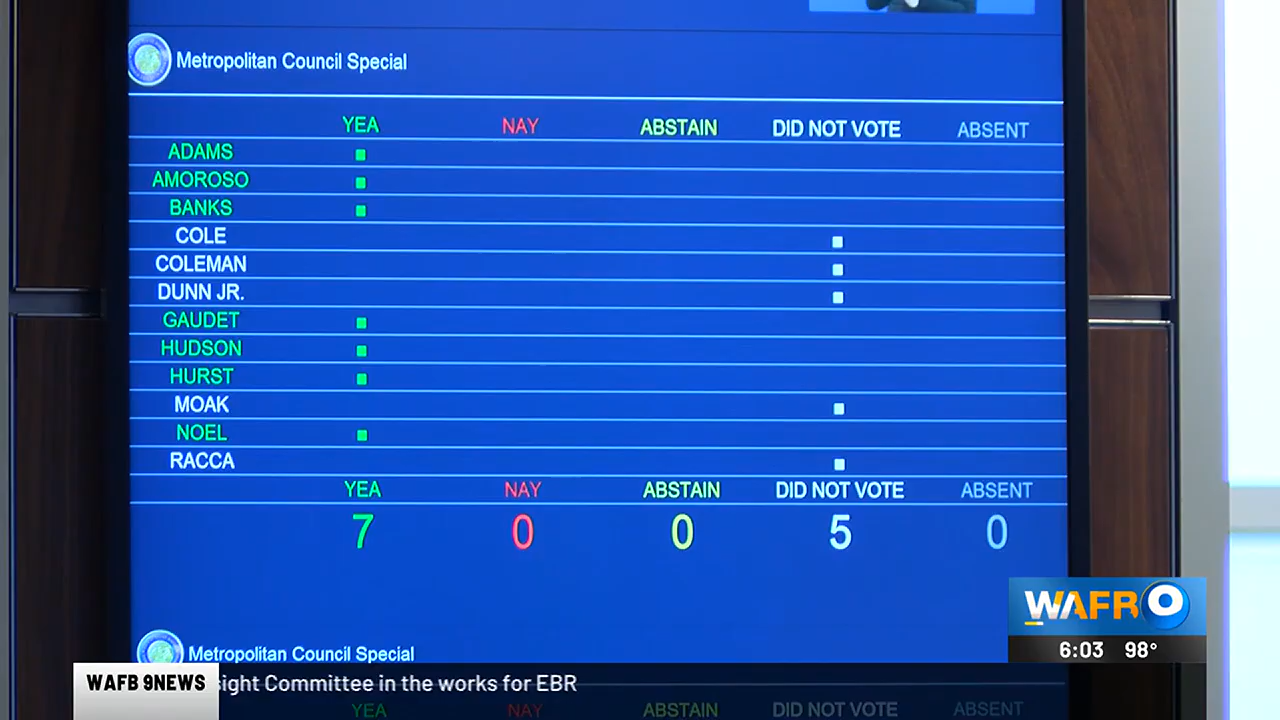 Metropolitan Council Special
YEA NAY ABSTAIN DID NOT VOTE ABSENT
ADAMS
AMOROSO
BANKS
COLE
COLEMAN
DUNN JR.
GAUDET
HUDSON
HURST
MOAK
NOEL
RACCA
YEA NAY ABSTAIN DID NOT VOTE ABSENT
7 0 0 5 0
Metropolitan Council Special
6:03 98°
WAFB 9NEWS sight Committee in the works for EBR
YEA NAY ABSTAIN DID NOT VOTE ABSENT